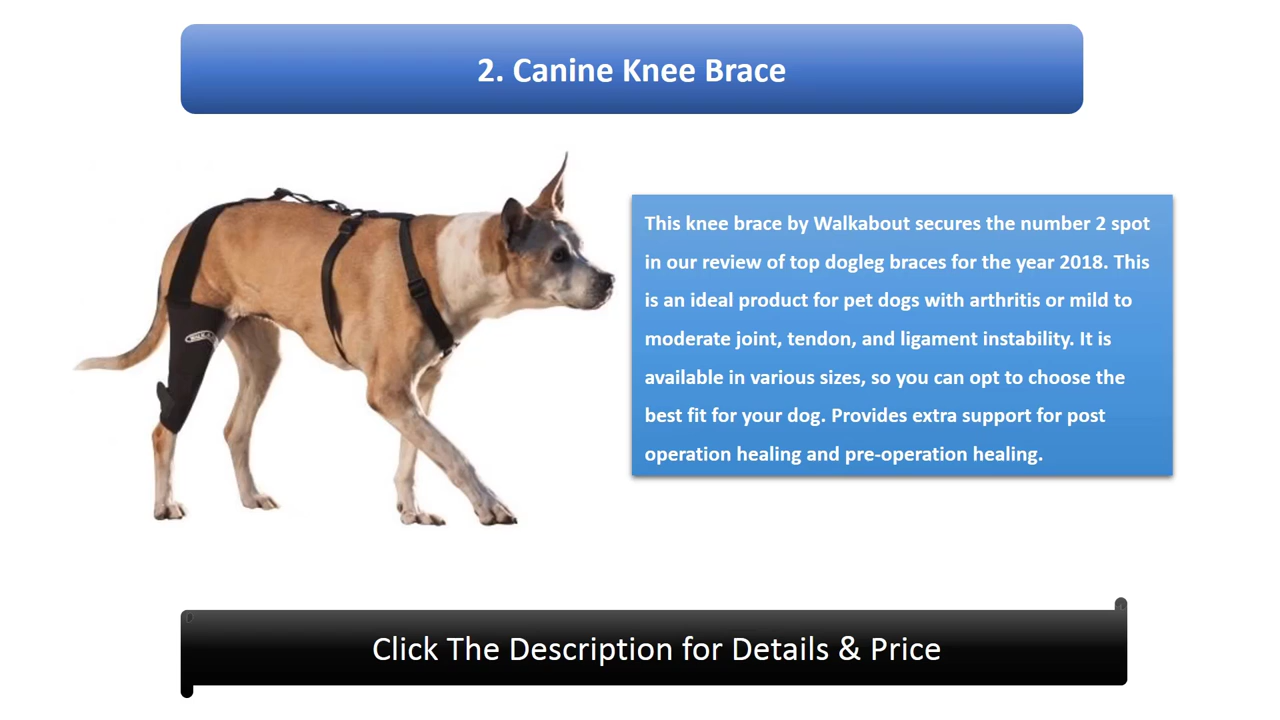 2. Canine Knee Brace
This knee brace by Walkabout secures the number 2 spot
in our review of top dogleg braces for the year 2018. This
is an ideal product for pet dogs with arthritis or mild to
moderate joint, tendon, and ligament instability. It is
available in various sizes, so you can opt to choose the
best fit for your dog. Provides extra support for post
operation healing and pre-operation healing.
Click The Description for Details & Price